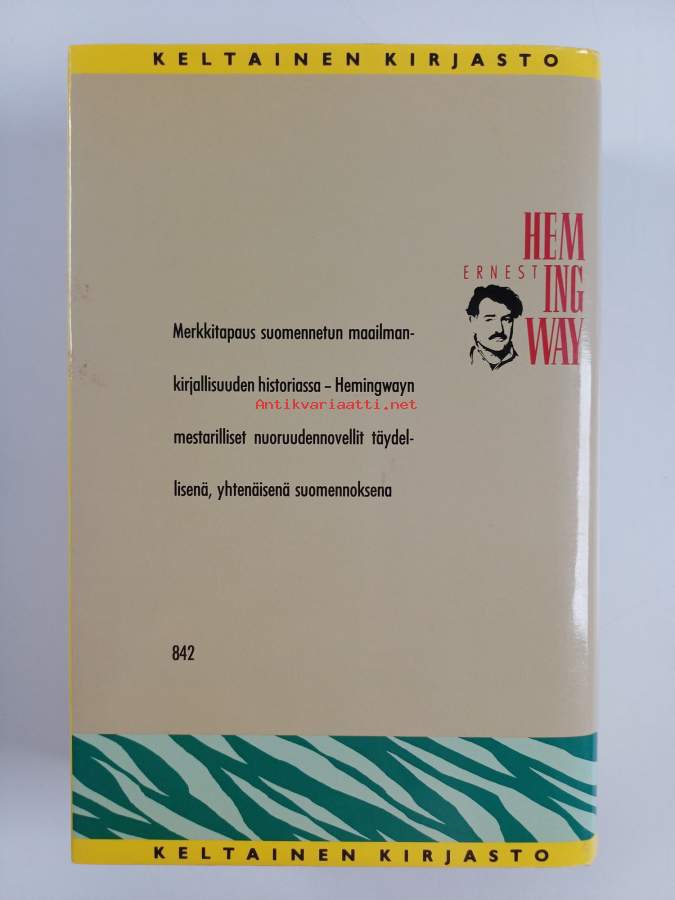 KELTAINEN KIRJASTO
HEM
ERNEST ING
WAY
Merkkitapaus suomennetun maailman-
kirjallisuuden historiassa – Hemingwayn
Antikvariaatti.net
mestarilliset nuoruudennovellit täydel-
lisenä, yhtenäisenä suomennoksena
842
KELTAINEN KIRJASTO